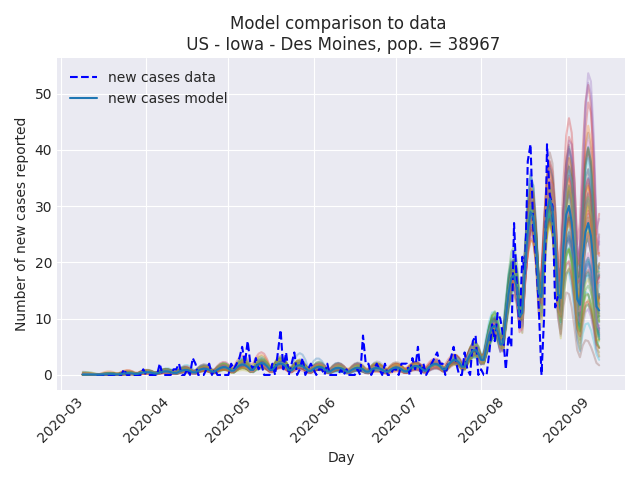 Model comparison to data
US - Iowa - Des Moines, pop. = 38967
new cases data
new cases model
Number of new cases reported
50
40
30
20
10
0
2020-03
2020-04
2020-05
2020-06
2020-07
2020-08
2020-09
Day